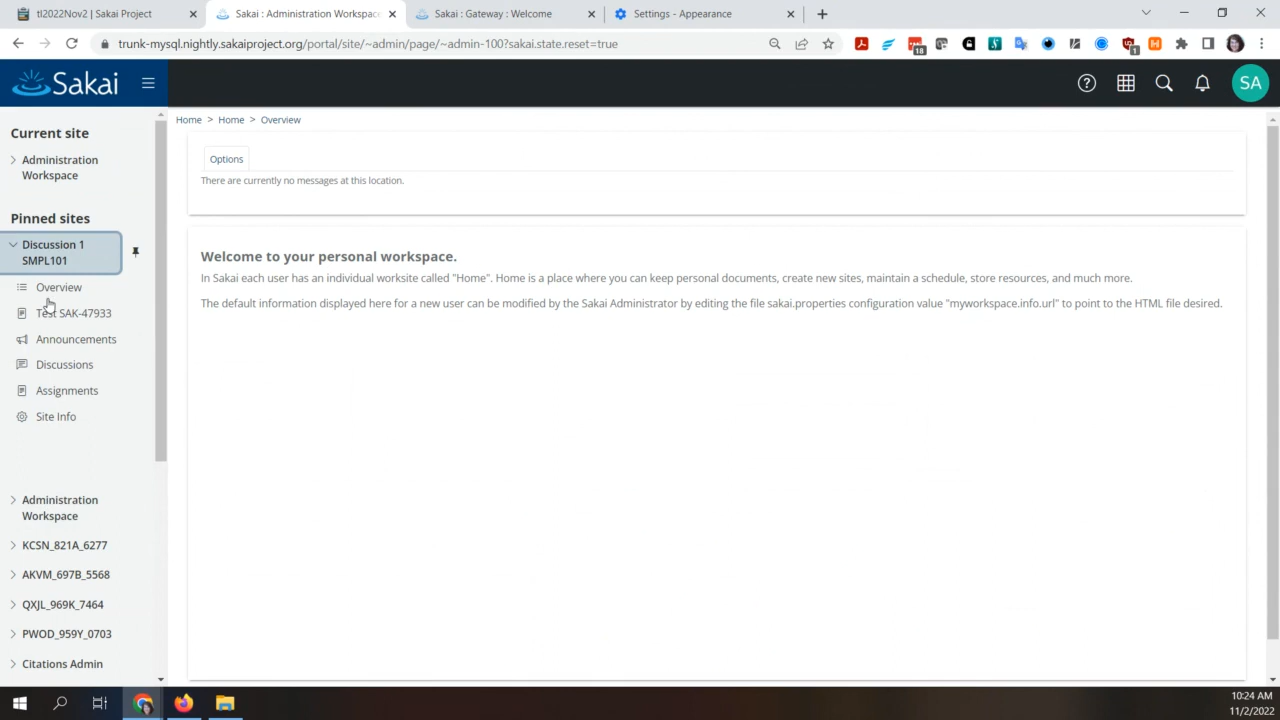 tl2022Nov2 | Sakai Project
Sakai : Administration Workspace
Sakai : Gateway : Welcome
Settings - Appearance
trunk-mysql.nightly.sakaiproject.org/portal/site/~admin/page/~admin-100?sakai.state.reset=true
18
1
Sakai
SA
Current site
Administration
Workspace
Pinned sites
Discussion 1
SMPL101
Overview
Test SAK-47933
Announcements
Discussions
Assignments
Site Info
Administration
Workspace
KCSN_821A_6277
AKVM_697B_5568
QXJL_969K_7464
PWOD_959Y_0703
Citations Admin
Home > Home > Overview
Options
There are currently no messages at this location.
Welcome to your personal workspace.
In Sakai each user has an individual worksite called "Home". Home is a place where you can keep personal documents, create new sites, maintain a schedule, store resources, and much more.
The default information displayed here for a new user can be modified by the Sakai Administrator by editing the file sakai.properties configuration value "myworkspace.info.url" to point to the HTML file desired.
10:24 AM
11/2/2022